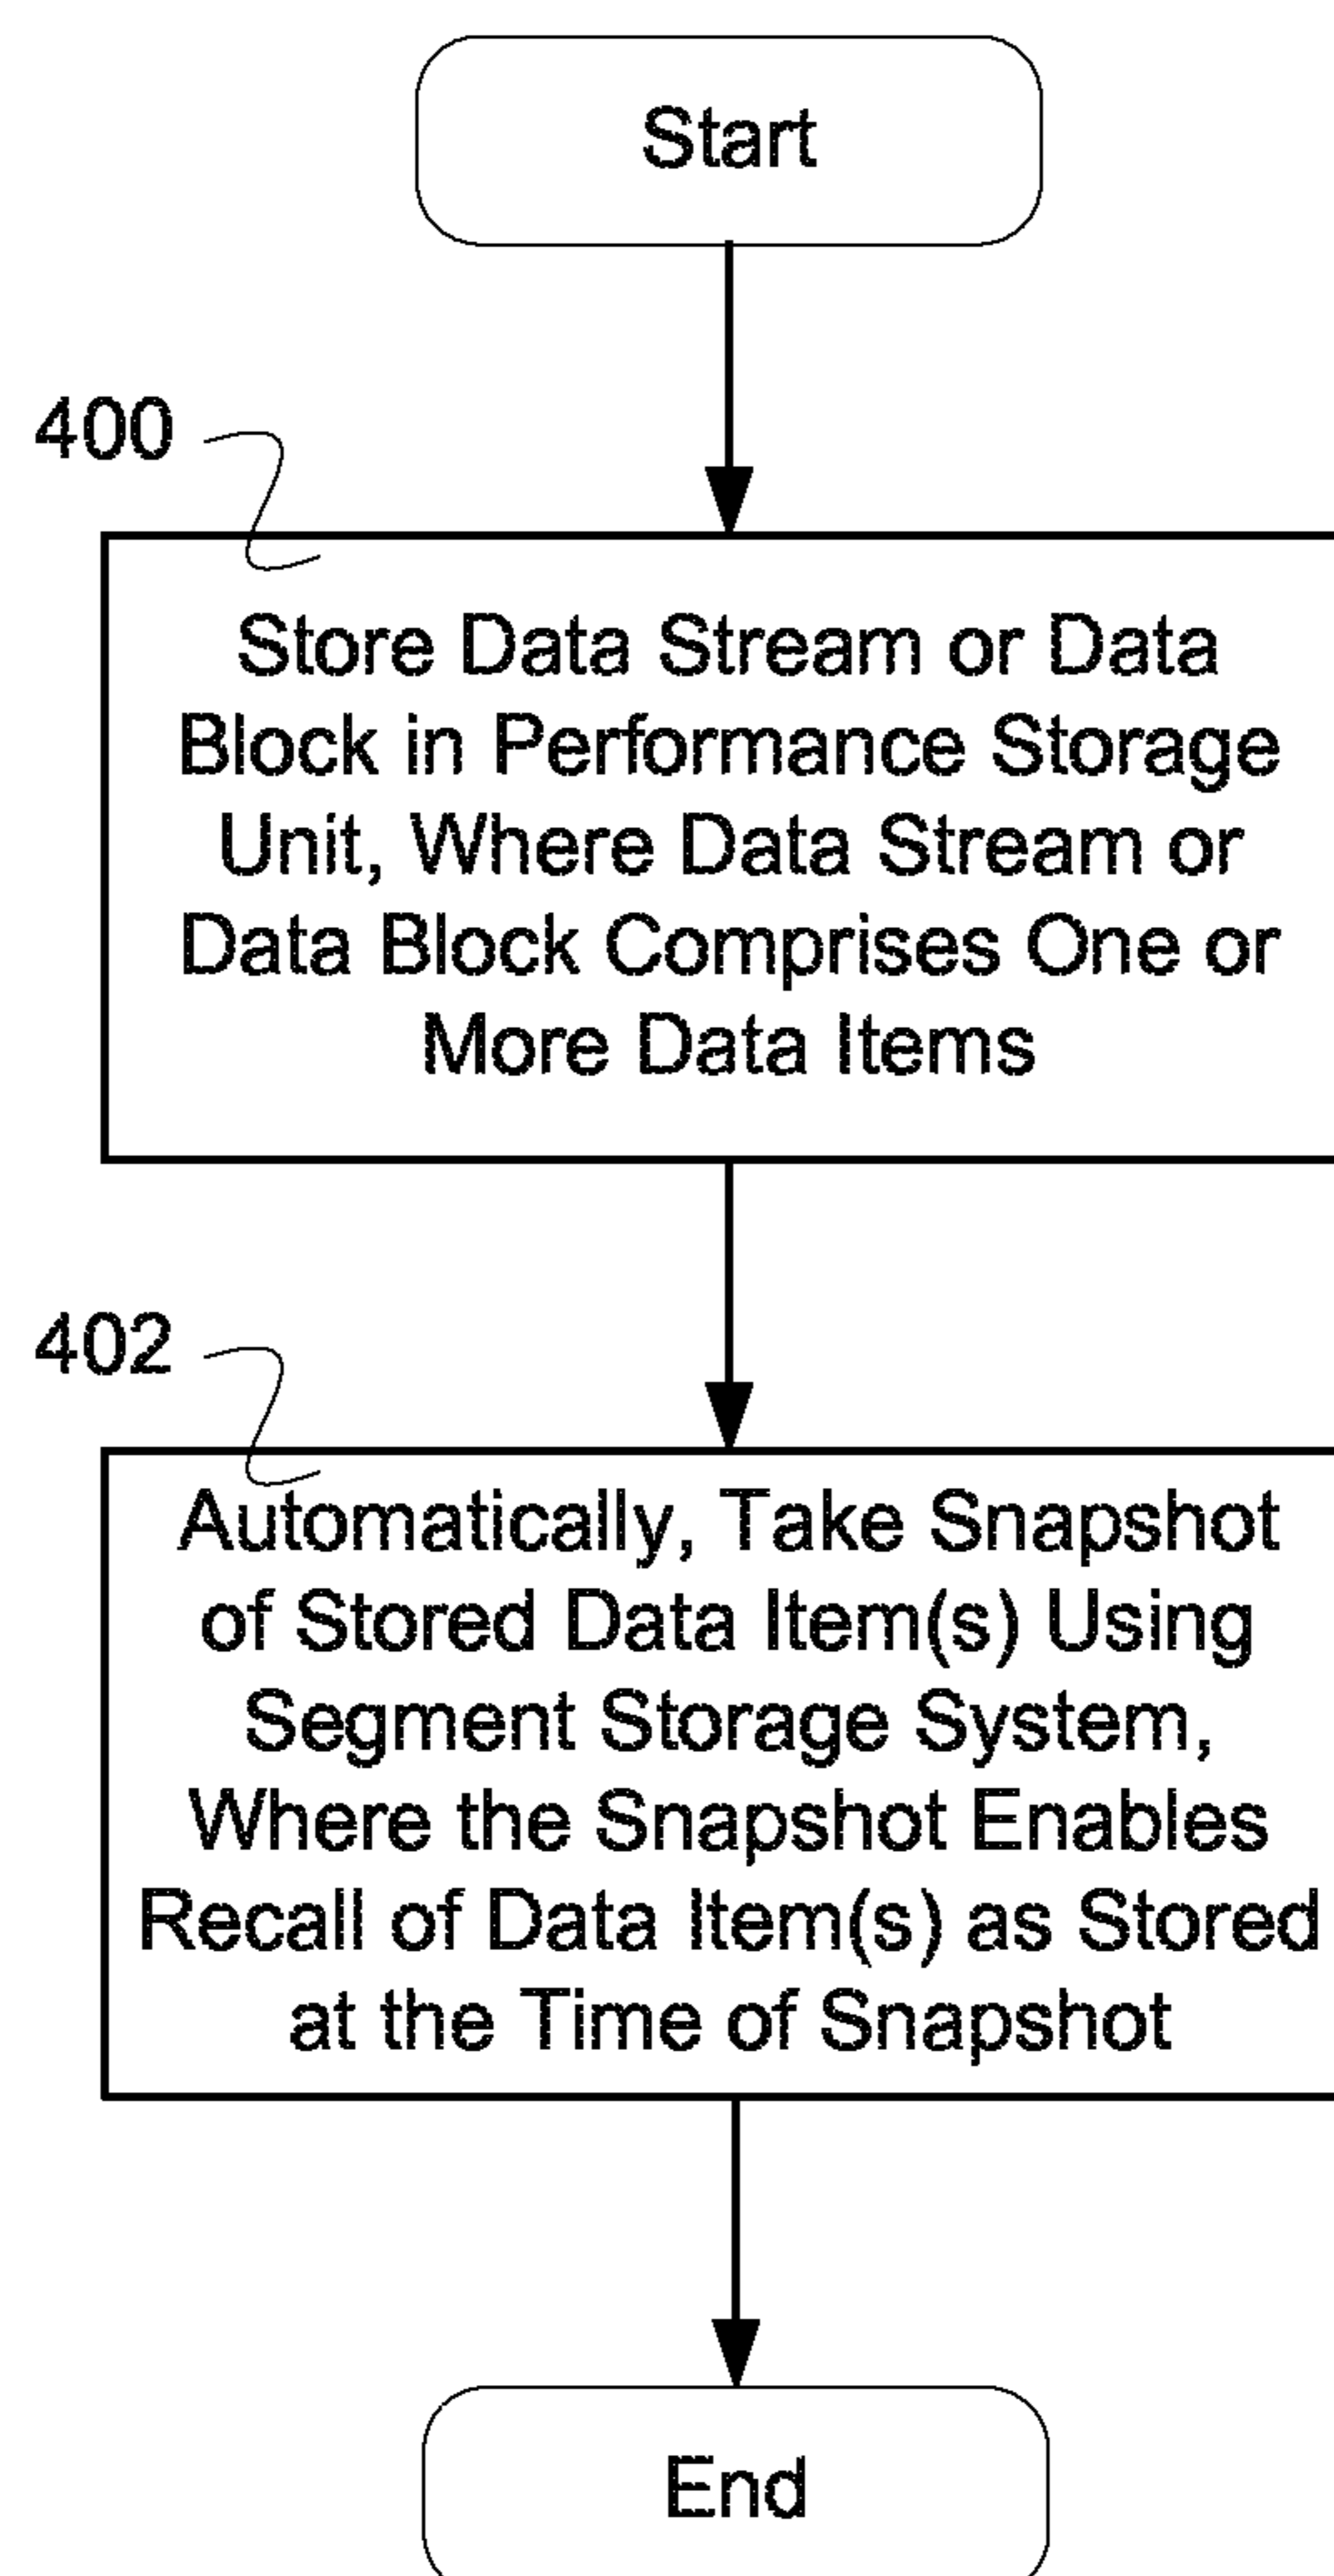 Start
400
Store Data Stream or Data
Block in Performance Storage
Unit, Where Data Stream or
Data Block Comprises One or
More Data Items
402
Automatically, Take Snapshot
of Stored Data Item(s) Using
Segment Storage System,
Where the Snapshot Enables
Recall of Data Item(s) as Stored
at the Time of Snapshot
End